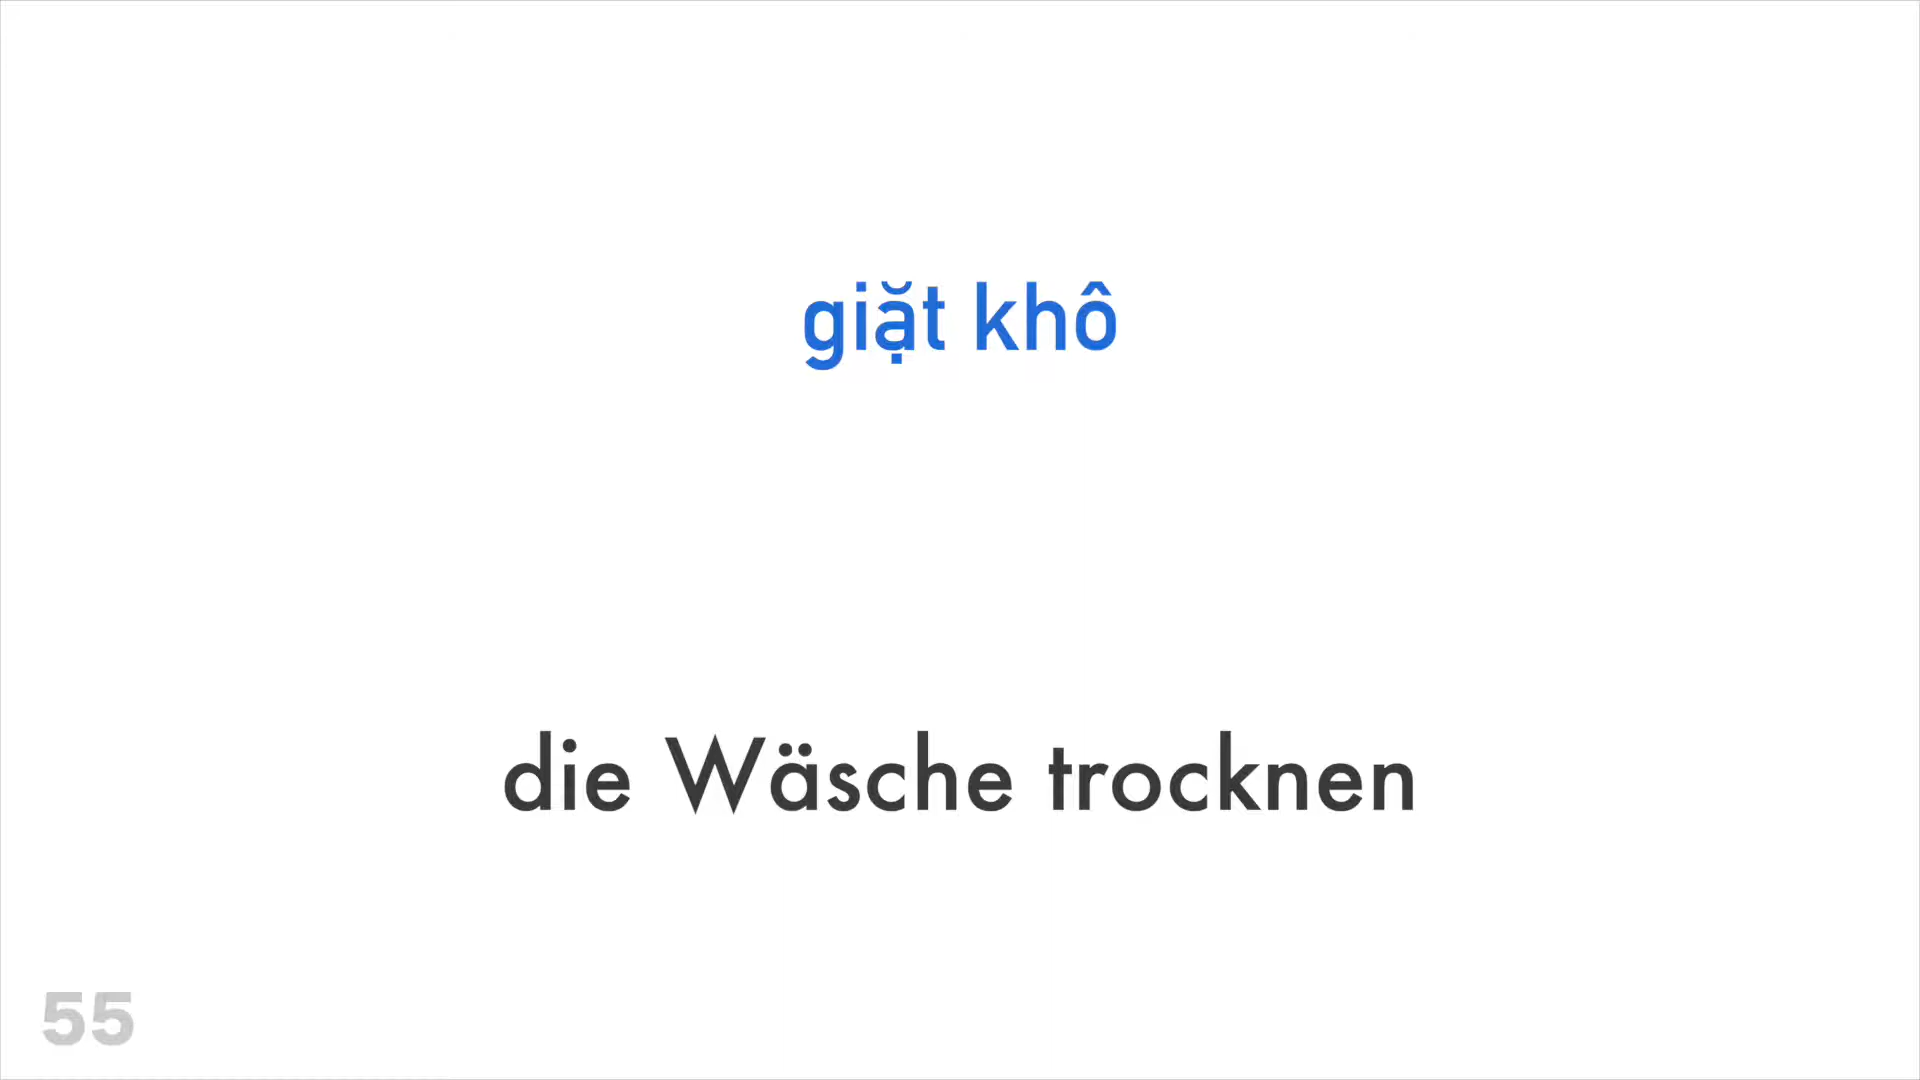 giặt khô
die Wäsche trocknen
55